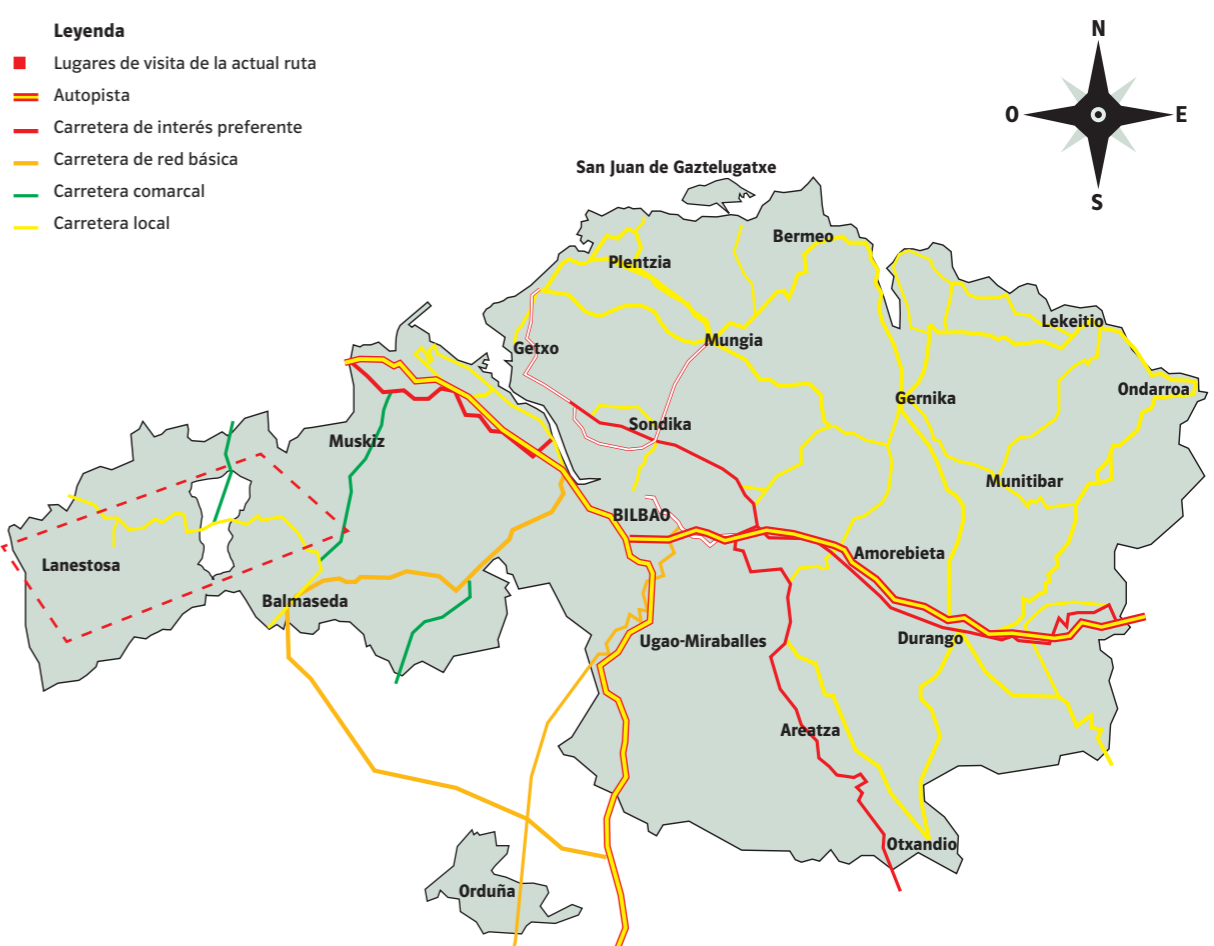 Leyenda
Lugares de visita de la actual ruta
Autopista
Carretera de interés preferente
Carretera de red básica
Carretera comarcal
Carretera local
N
O
E
S
San Juan de Gaztelugatxe
Bermeo
Plentzia
Lekeitio
Getxo
Mungia
Ondarroa
Gernika
Sondika
Muskiz
Munitibar
BILBAO
Amorebieta
Lanestosa
Balmaseda
Ugao-Miraballes
Durango
Areatza
Otxandio
Orduña